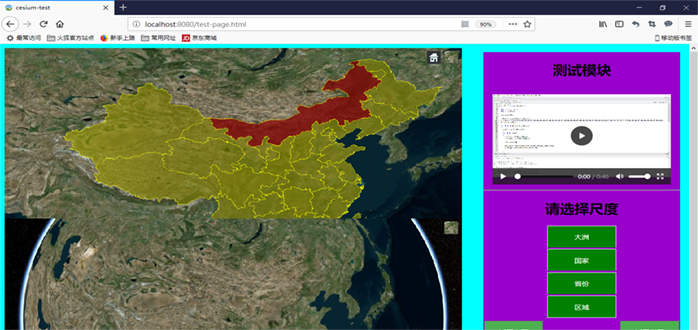 cesium-test
localhost:8080/test-page.html
90%
最常访问 火狐官方站点 新手上路 常用网址 京东商城
移动版书签
测试模块
0:00 / 0:46
请选择尺度
大洲
国家
省份
区域